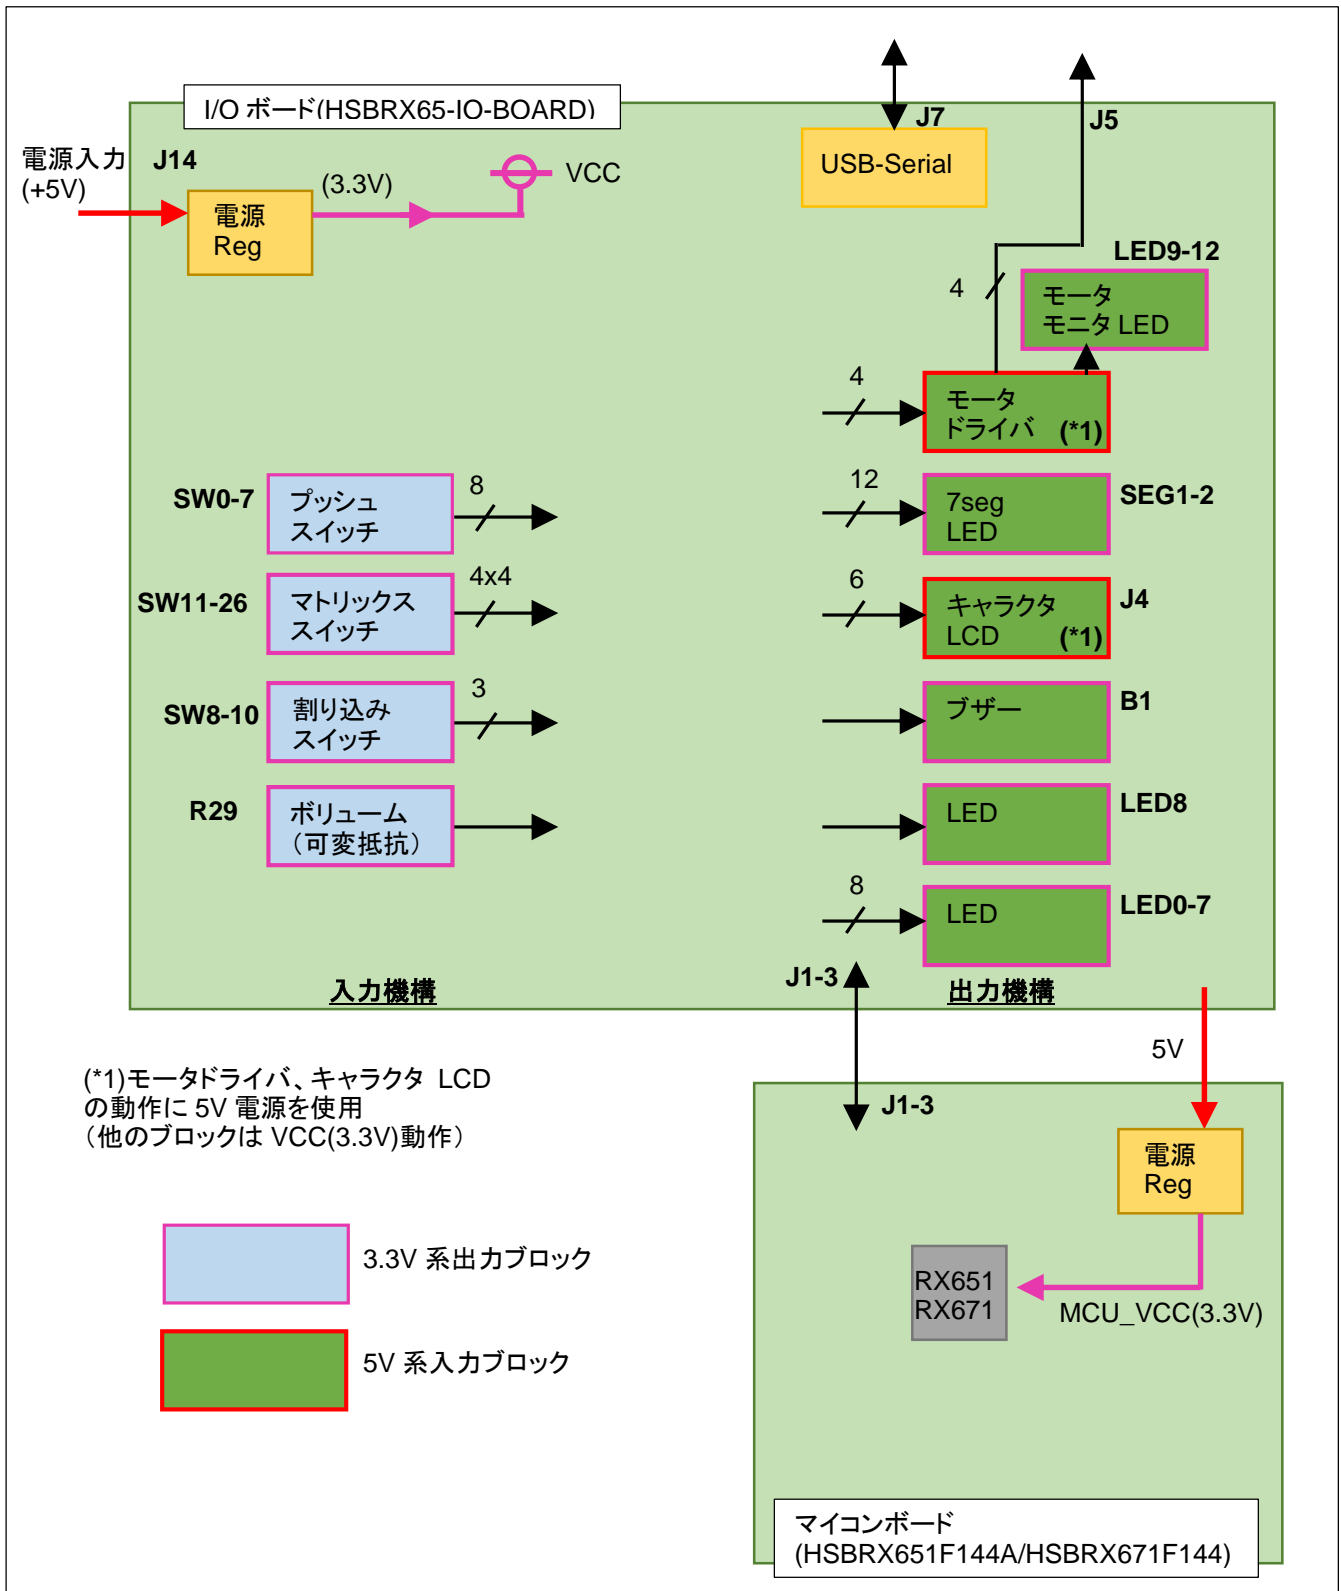 I/O ボード(HSBRX65-IO-BOARD)
電源入力
(+5V)
J14
電源
Reg
(3.3V)
VCC
J7
USB-Serial
J5
LED9-12
4
モータ
モニタ LED
4
モータ
ドライバ (*1)
SW0-7
プッシュ
スイッチ
8
12
7seg
LED
SEG1-2
SW11-26
マトリックス
スイッチ
4x4
6
キャラクタ
LCD (*1)
J4
SW8-10
割り込み
スイッチ
3
ブザー
B1
R29
ボリューム
(可変抵抗)
LED
LED8
8
LED
LED0-7
入力機構
J1-3
出力機構
5V
(*1)モータドライバ、キャラクタ LCD
の動作に 5V 電源を使用
(他のブロックは VCC(3.3V)動作)
J1-3
電源
Reg
3.3V 系出力ブロック
RX651
RX671
MCU_VCC(3.3V)
5V 系入力ブロック
マイコンボード
(HSBRX651F144A/HSBRX671F144)